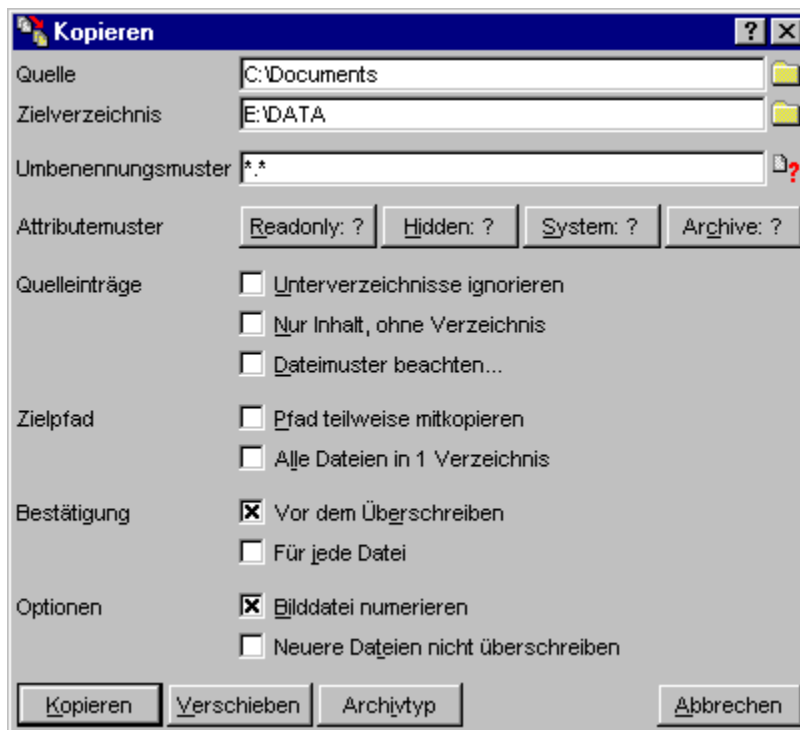 Kopieren
Quelle C:\Documents
Zielverzeichnis E:\DATA
Umbenennungsmuster *.*
Attributemuster Readonly: ? Hidden: ? System: ? Archive: ?
Quelleinträge Unterverzeichnisse ignorieren
Nur Inhalt, ohne Verzeichnis
Dateimuster beachten...
Zielpfad Pfad teilweise mitkopieren
Alle Dateien in 1 Verzeichnis
Bestätigung Vor dem Überschreiben
Für jede Datei
Optionen Bilddatei numerieren
Neuere Dateien nicht überschreiben
Kopieren Verschieben Archivtyp Abbrechen